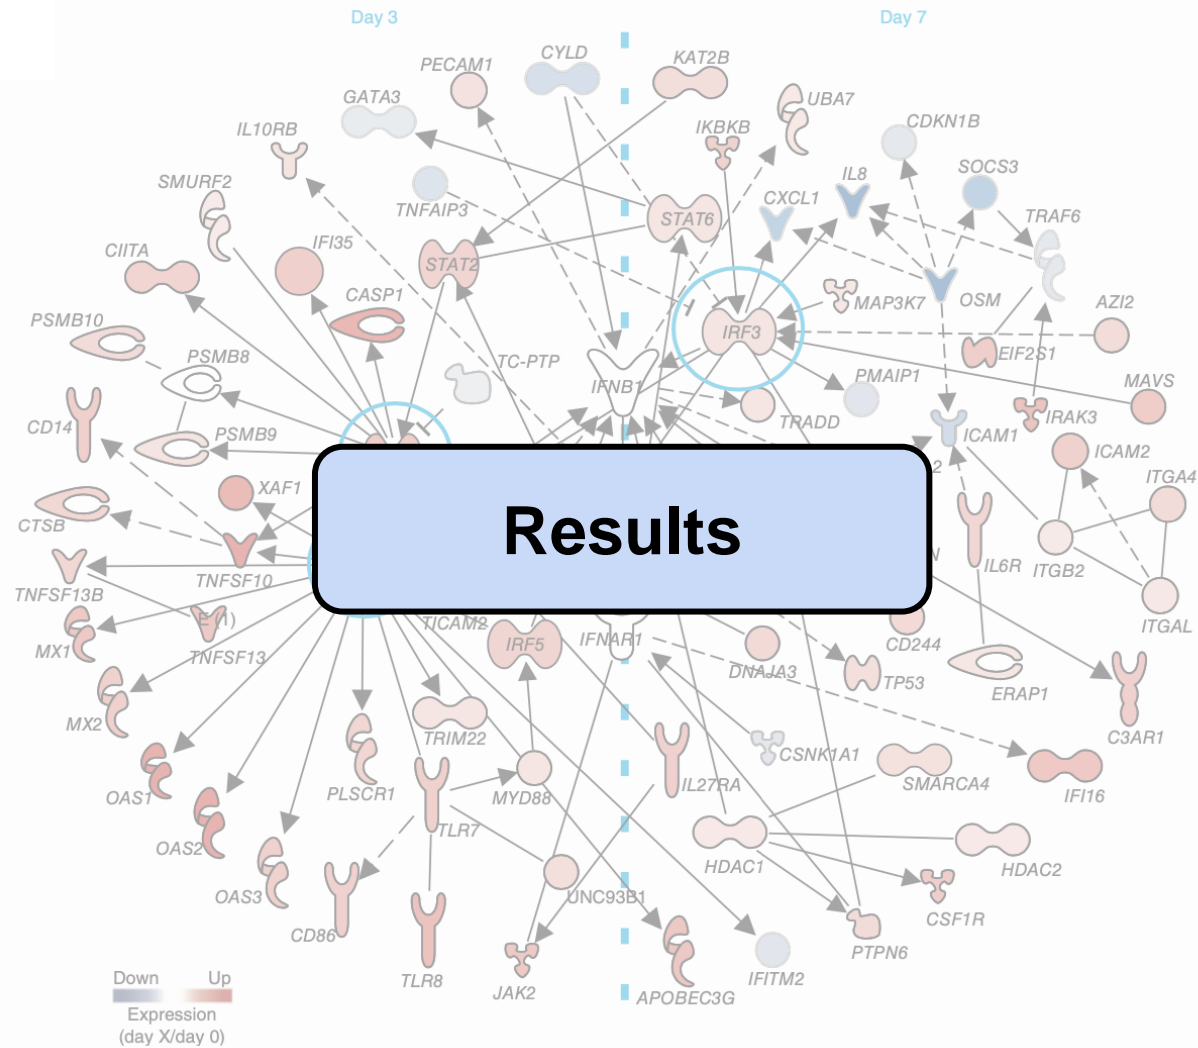 Day 3
Day 7
CYLD
KAT2B
PECAM1
GATA3
UBA7
IL10RB
IKBKB
CDKN1B
SOCS3
IL8
SMURF2
TNFAIP3
CXCL1
TRAF6
STAT6
IFI35
CIITA
STAT2
CASP1
MAP3K7
OSM
AZI2
PSMB10
IRF3
PSMB8
TC-PTP
EIF2S1
IFNB1
PMAIP1
MAVS
TRADD
IRAK3
CD14
PSMB9
ICAM1
ICAM2
2
ITGA4
XAF1
CTSB
Results
N
IL6R
ITGB2
TNFSF10
TNFSF13B
E (1)
TICAM2
IFNAR1
ITGAL
IRF5
CD244
MX1
TNFSF13
DNAJA3
TP53
ERAP1
MX2
TRIM22
C3AR1
CSNK1A1
OAS1
PLSCR1
MYD88
IL27RA
SMARCA4
IFI16
TLR7
OAS2
HDAC1
HDAC2
OAS3
UNC93B1
CSF1R
CD86
PTPN6
TLR8
JAK2
APOBEC3G
IFITM2
Down
Up
Expression
(day X/day 0)